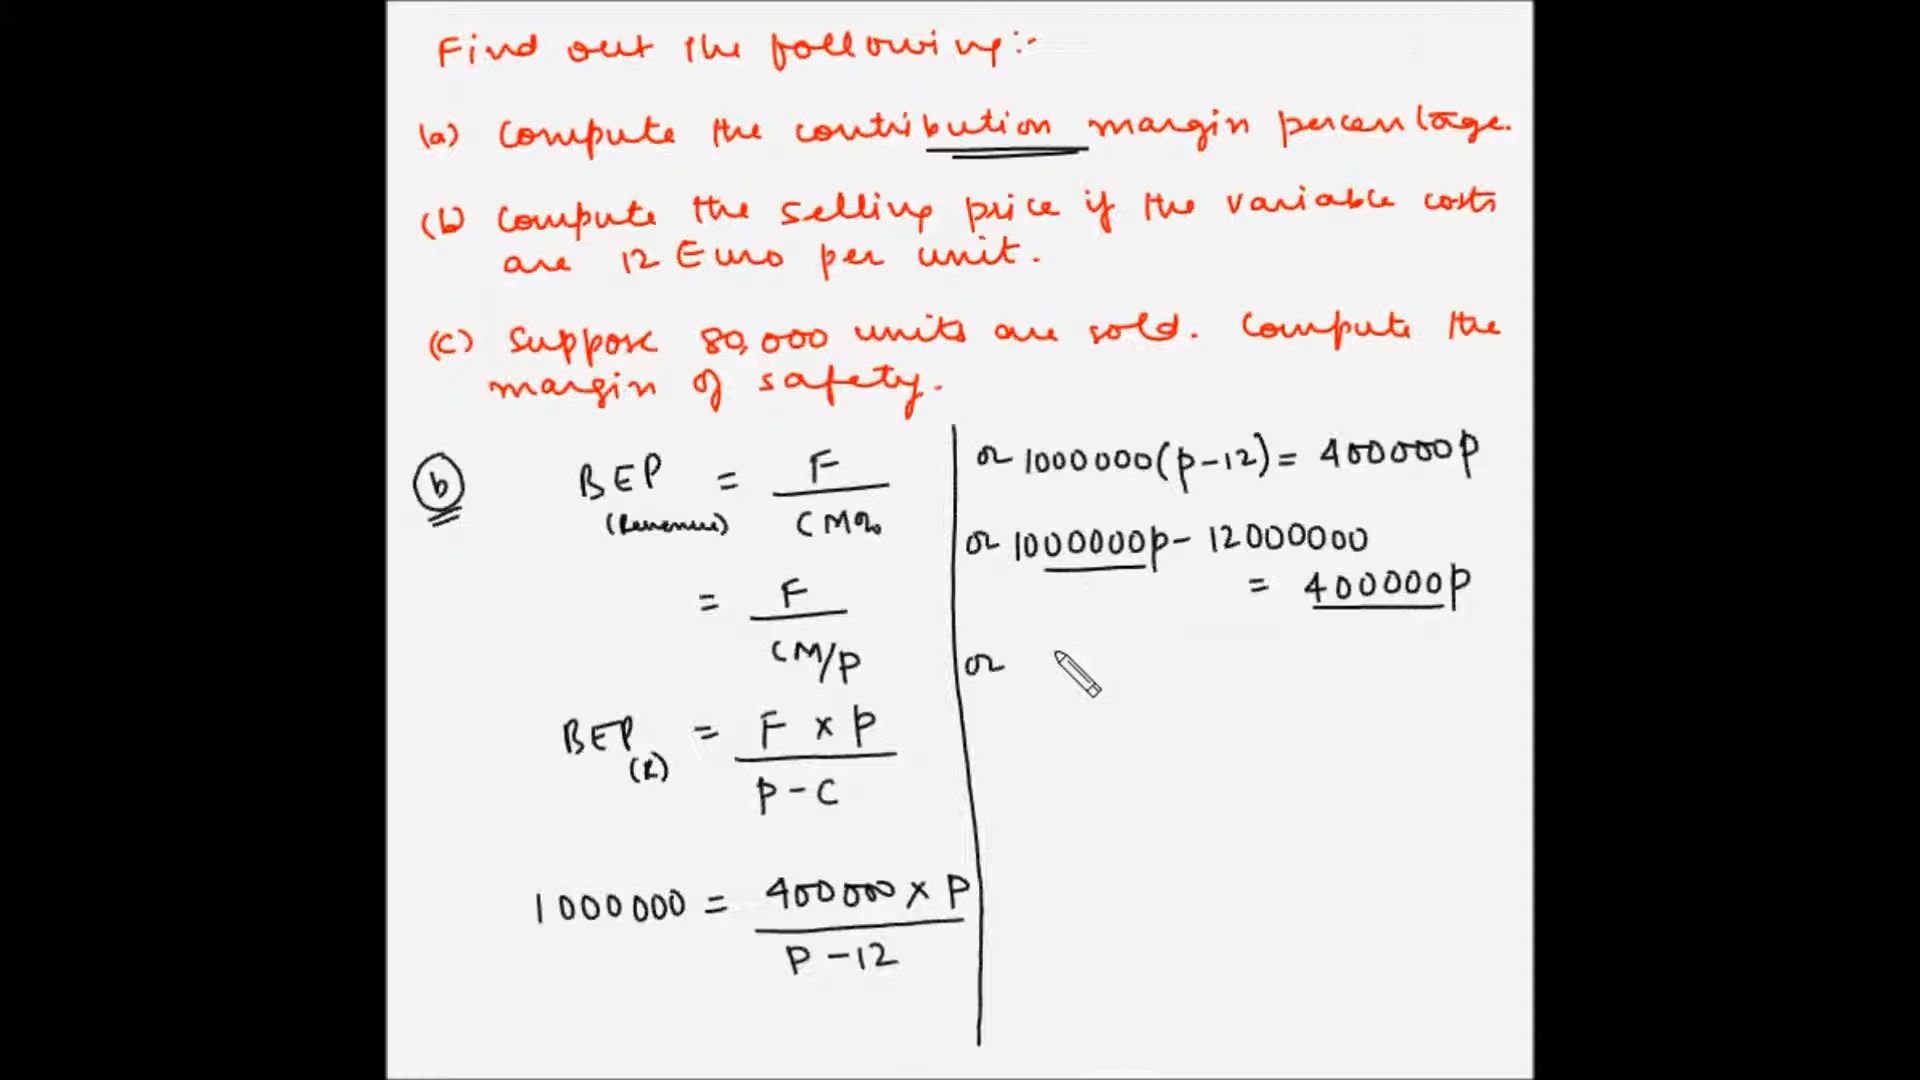 Find out the following:-
(a) Compute the contribution margin percentage.
(b) Compute the selling price if the variable costs
are 12 Euro per unit.
(c) Suppose 80,000 units are sold. Compute the
margin of safety.
(b) BEP = F / CM%
(Revenue)
= F / CM/P
BEP (R) = F x P / P - C
1000000 = 400000 x P / P - 12
or 1000000(P-12) = 400000P
or 1000000P - 12000000
= 400000P
or